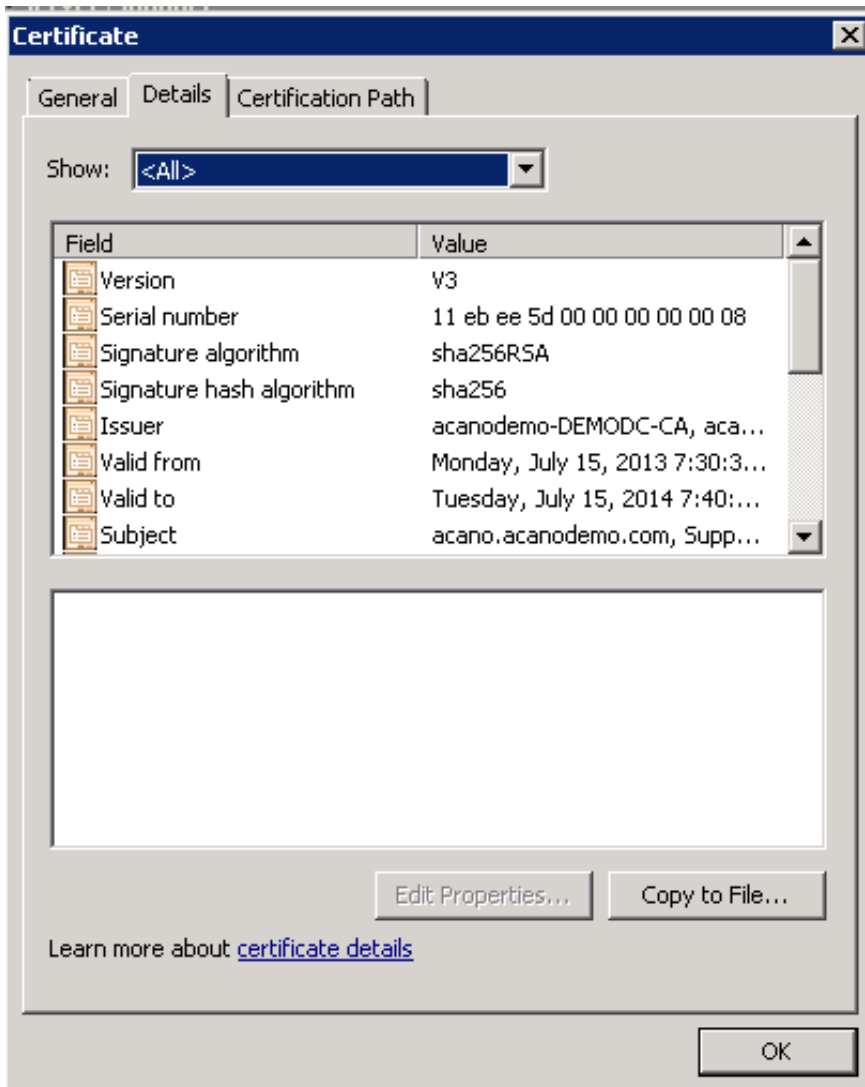 Certificate
General Details Certification Path
Show: <All>
Field Value
Version V3
Serial number 11 eb ee 5d 00 00 00 00 00 08
Signature algorithm sha256RSA
Signature hash algorithm sha256
Issuer acanodemo-DEMODC-CA, aca...
Valid from Monday, July 15, 2013 7:30:3...
Valid to Tuesday, July 15, 2014 7:40:...
Subject acano.acanodemo.com, Supp...
Edit Properties... Copy to File...
Learn more about certificate details
OK